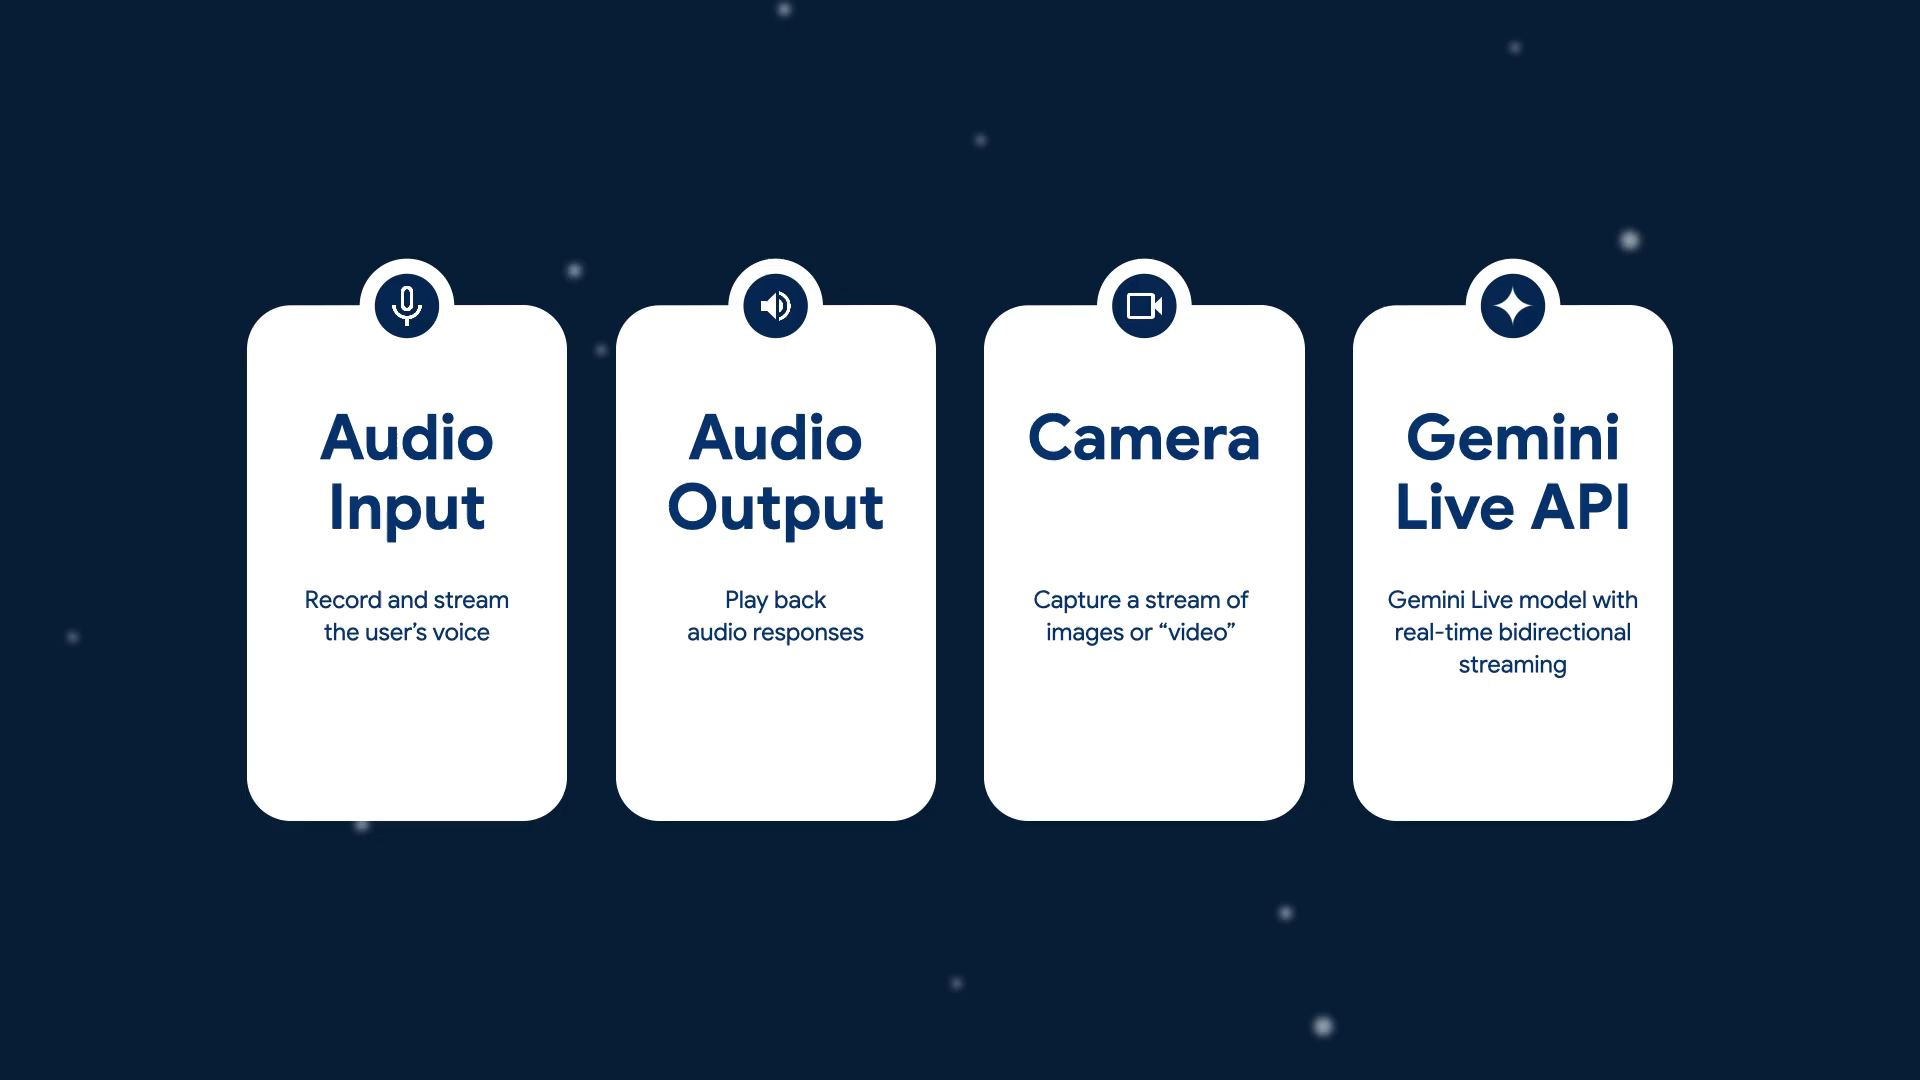 Audio
Input
Record and stream
the user’s voice
Audio
Output
Play back
audio responses
Camera
Capture a stream of
images or “video”
Gemini
Live API
Gemini Live model with
real-time bidirectional
streaming